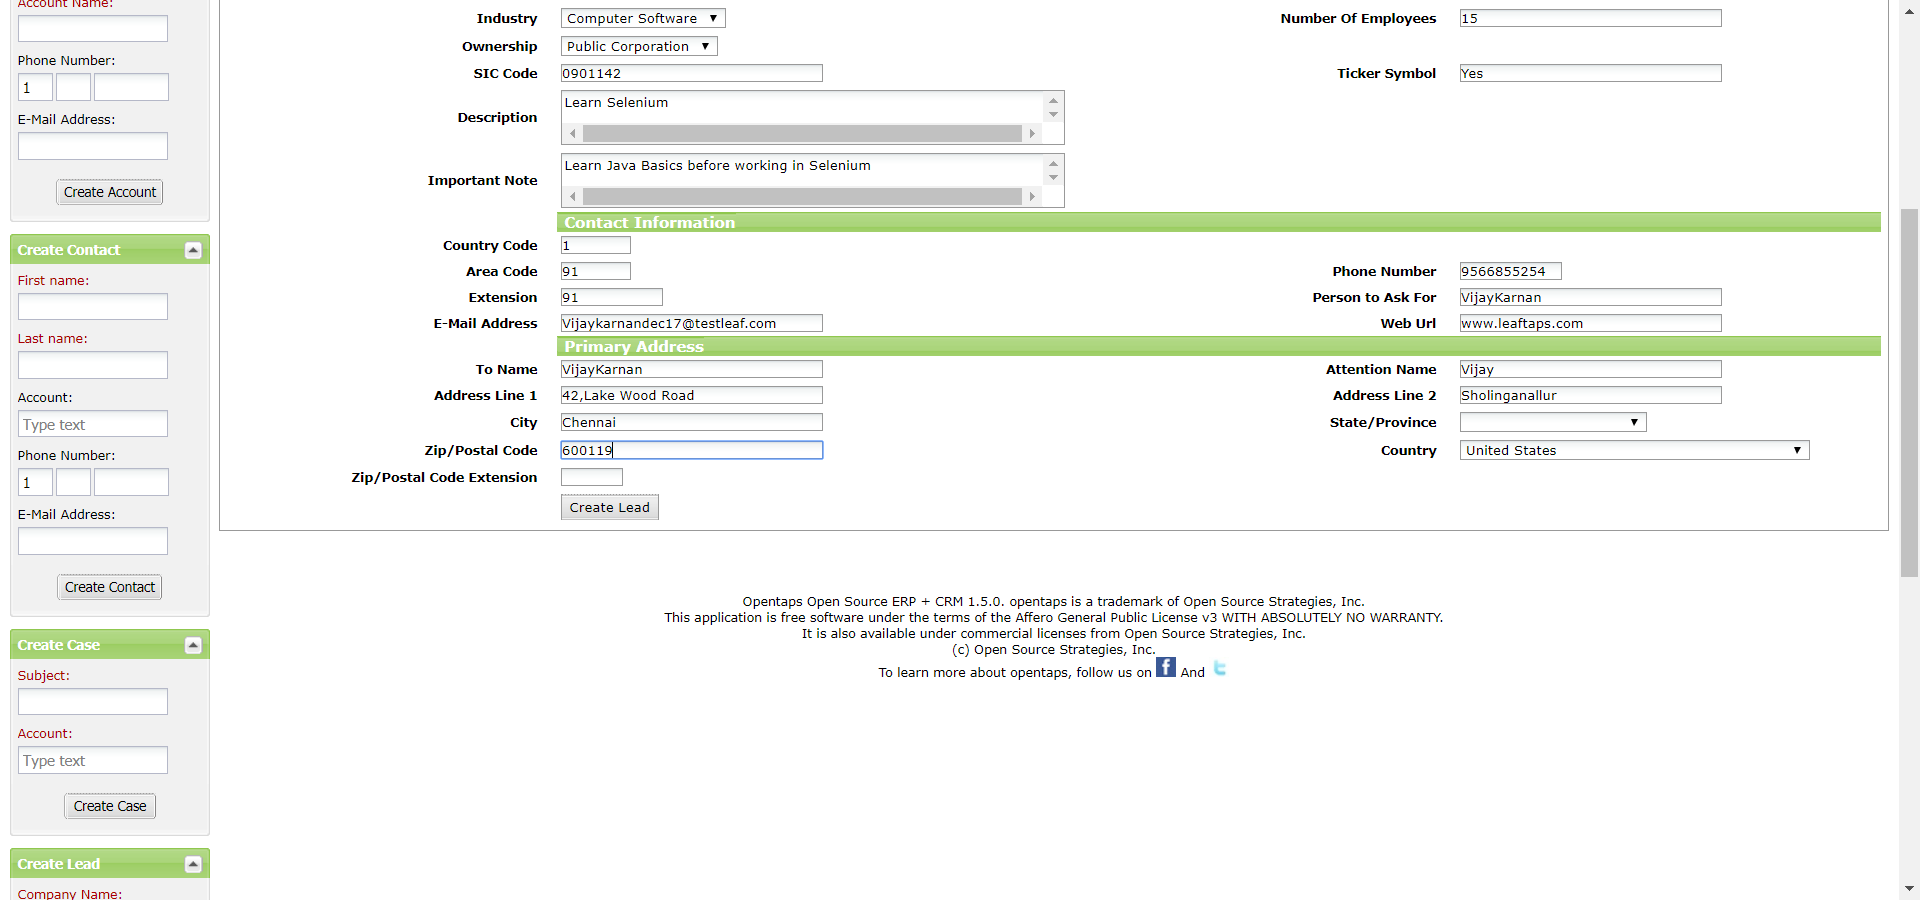 Account Name:
Phone Number:
1
E-Mail Address:
Create Account
Create Contact
First name:
Last name:
Account:
Type text
Phone Number:
1
E-Mail Address:
Create Contact
Create Case
Subject:
Account:
Type text
Create Case
Create Lead
Company Name:
Industry Computer Software Number Of Employees 15
Ownership Public Corporation
SIC Code 0901142 Ticker Symbol Yes
Description Learn Selenium
Important Note Learn Java Basics before working in Selenium
Contact Information
Country Code 1
Area Code 91 Phone Number 9566855254
Extension 91 Person to Ask For VijayKarnan
E-Mail Address Vijaykarnandec17@testleaf.com Web Url www.leaftaps.com
Primary Address
To Name VijayKarnan Attention Name Vijay
Address Line 1 42,Lake Wood Road Address Line 2 Sholinganallur
City Chennai State/Province
Zip/Postal Code 600119 Country United States
Zip/Postal Code Extension
Create Lead
Opentaps Open Source ERP + CRM 1.5.0. opentaps is a trademark of Open Source Strategies, Inc.
This application is free software under the terms of the Affero General Public License v3 WITH ABSOLUTELY NO WARRANTY.
It is also available under commercial licenses from Open Source Strategies, Inc.
(c) Open Source Strategies, Inc.
To learn more about opentaps, follow us on f And t